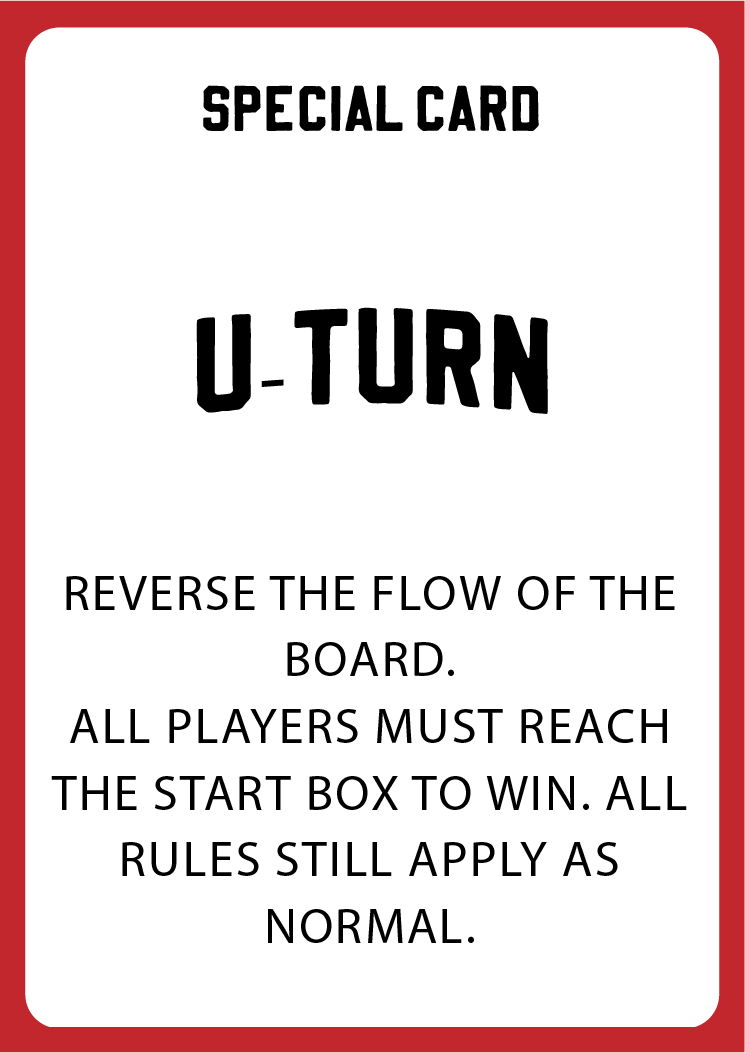 SPECIAL CARD
U-TURN
REVERSE THE FLOW OF THE
BOARD.
ALL PLAYERS MUST REACH
THE START BOX TO WIN. ALL
RULES STILL APPLY AS
NORMAL.